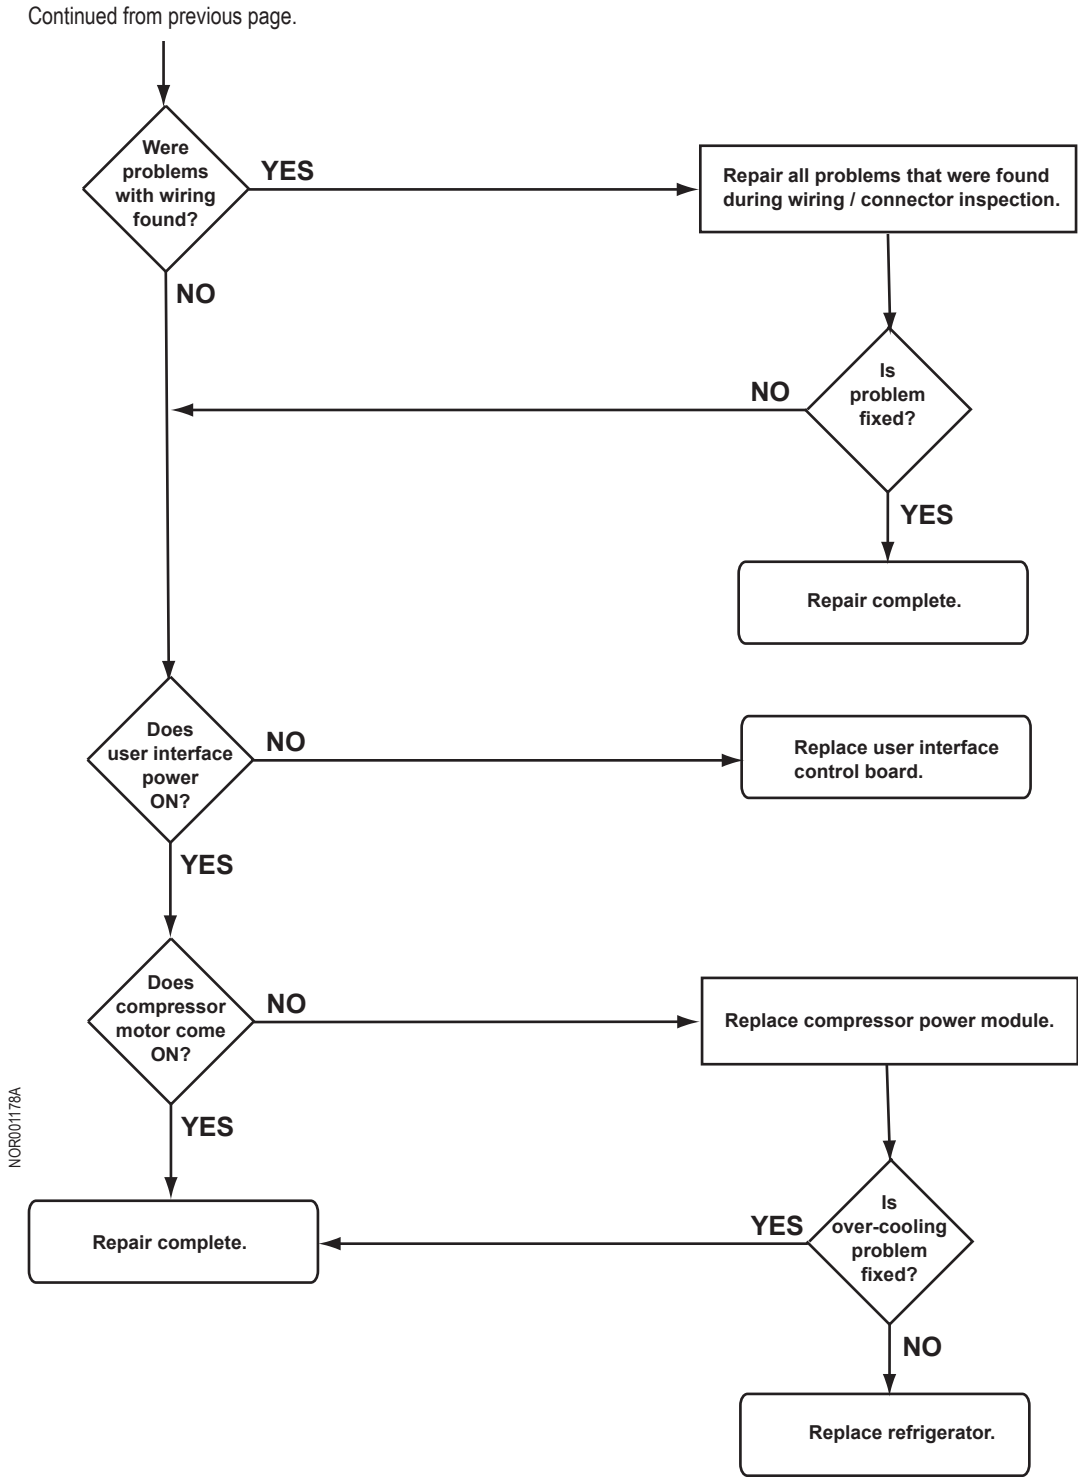 Continued from previous page.
Were
problems
with wiring
found?
YES
Repair all problems that were found
during wiring / connector inspection.
NO
Is
problem
fixed?
NO
YES
Repair complete.
Does
user interface
power
ON?
NO
Replace user interface
control board.
YES
Does
compressor
motor come
ON?
NO
Replace compressor power module.
YES
Is
over-cooling
problem
fixed?
YES
Repair complete.
NO
Replace refrigerator.
NOR001178A